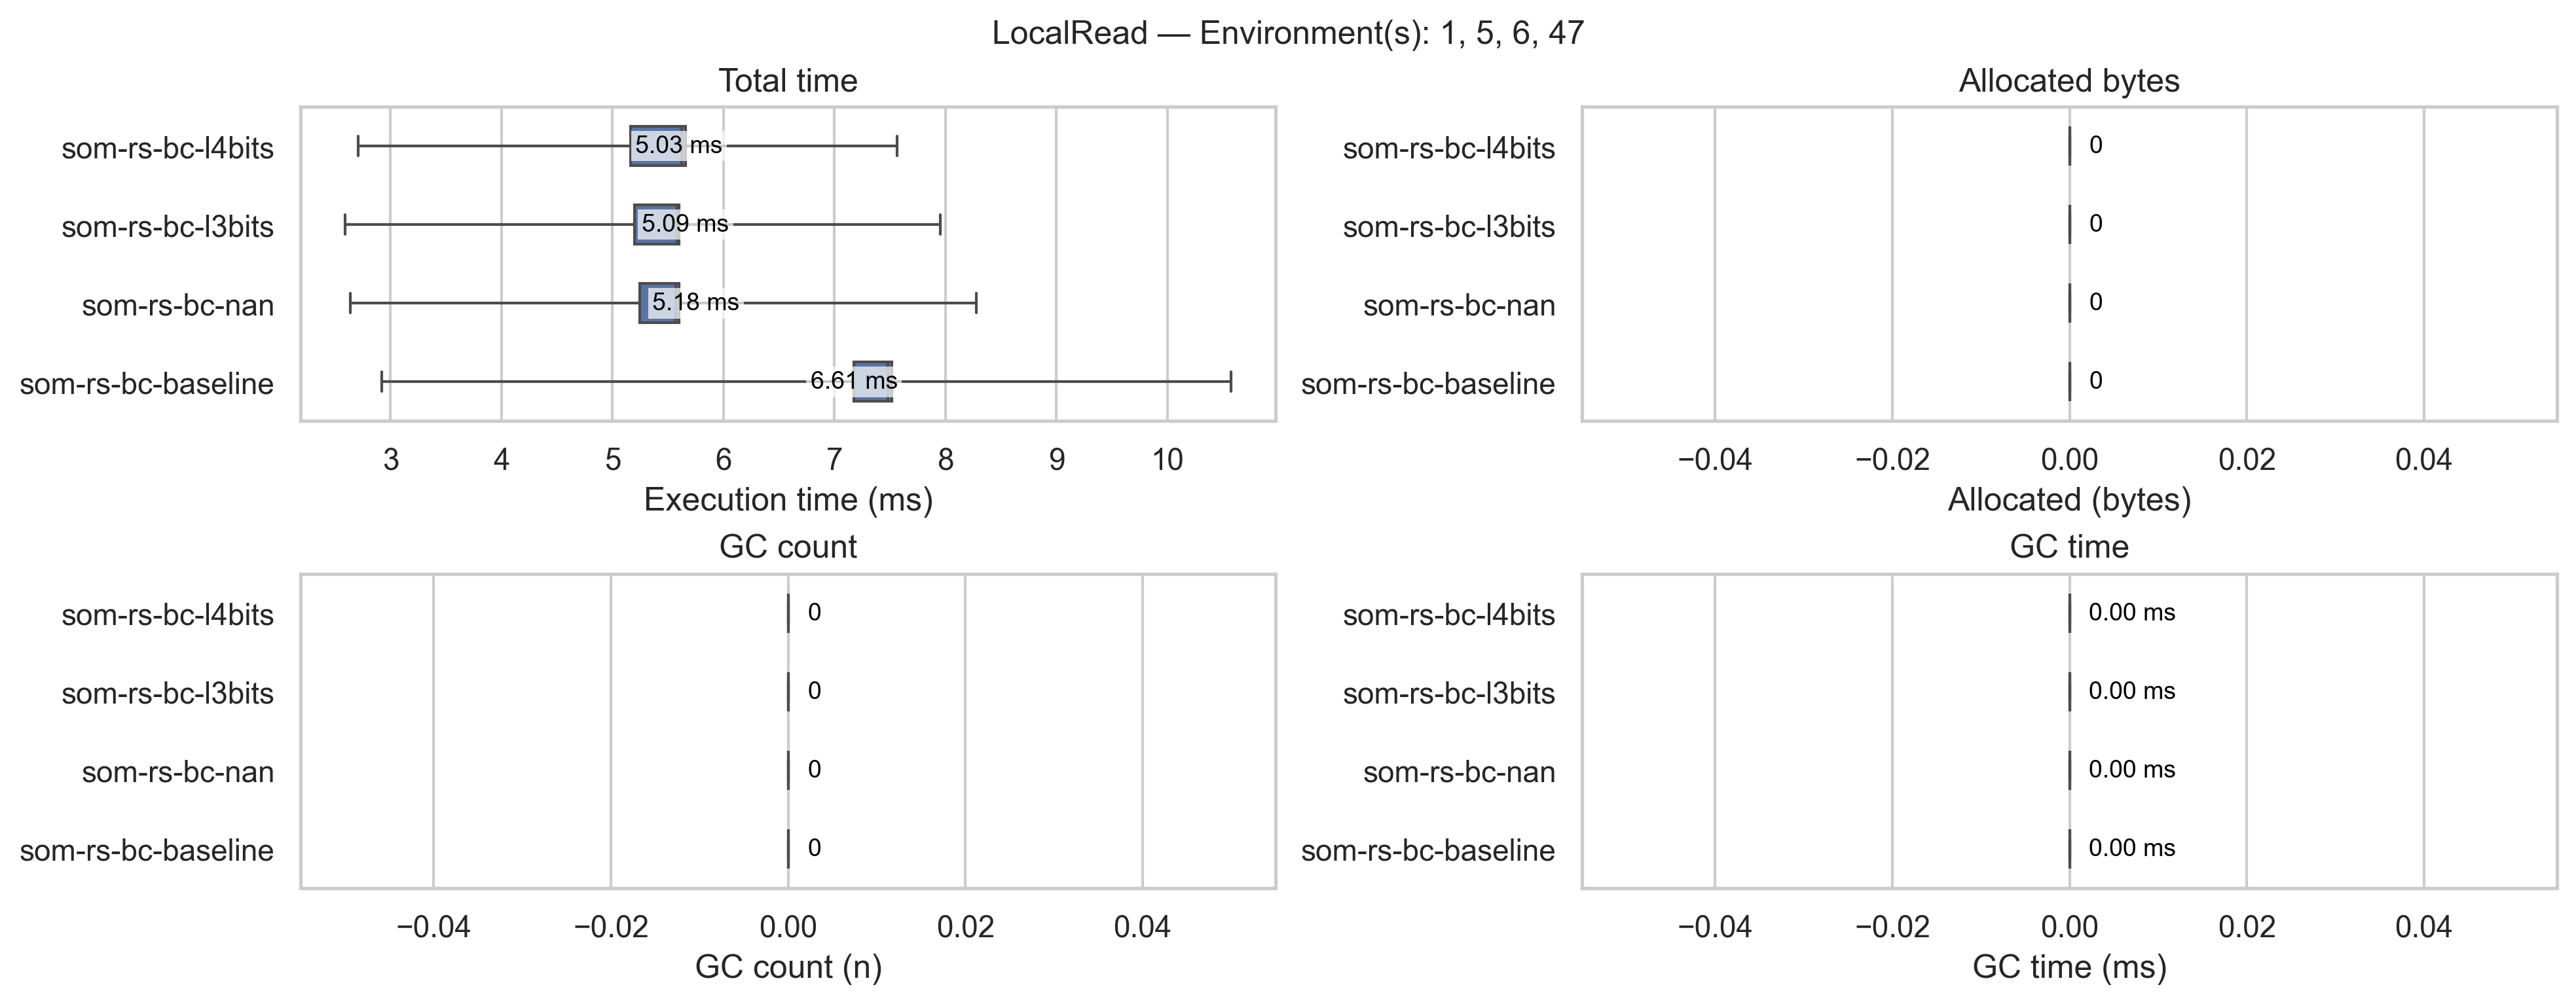 LocalRead — Environment(s): 1, 5, 6, 47
Total time
som-rs-bc-l4bits
5.03 ms
som-rs-bc-l3bits
5.09 ms
som-rs-bc-nan
5.18 ms
som-rs-bc-baseline
6.61 ms
3 4 5 6 7 8 9 10
Execution time (ms)
Allocated bytes
som-rs-bc-l4bits
0
som-rs-bc-l3bits
0
som-rs-bc-nan
0
som-rs-bc-baseline
0
−0.04 −0.02 0.00 0.02 0.04
Allocated (bytes)
GC count
som-rs-bc-l4bits
0
som-rs-bc-l3bits
0
som-rs-bc-nan
0
som-rs-bc-baseline
0
−0.04 −0.02 0.00 0.02 0.04
GC count (n)
GC time
som-rs-bc-l4bits
0.00 ms
som-rs-bc-l3bits
0.00 ms
som-rs-bc-nan
0.00 ms
som-rs-bc-baseline
0.00 ms
−0.04 −0.02 0.00 0.02 0.04
GC time (ms)